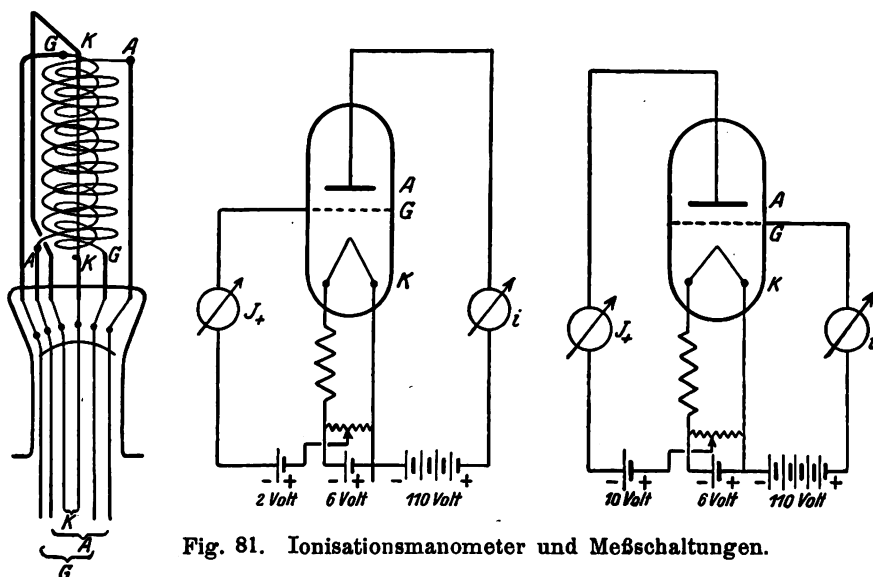 G K A
A K G
K
A
G
A
G
K
J+
i
- + - + - +
2 Volt 6 Volt 110 Volt
A
G
K
J+
i
- + - + - +
10 Volt 6 Volt 110 Volt
Fig. 81. Ionisationsmanometer und Meßschaltungen.